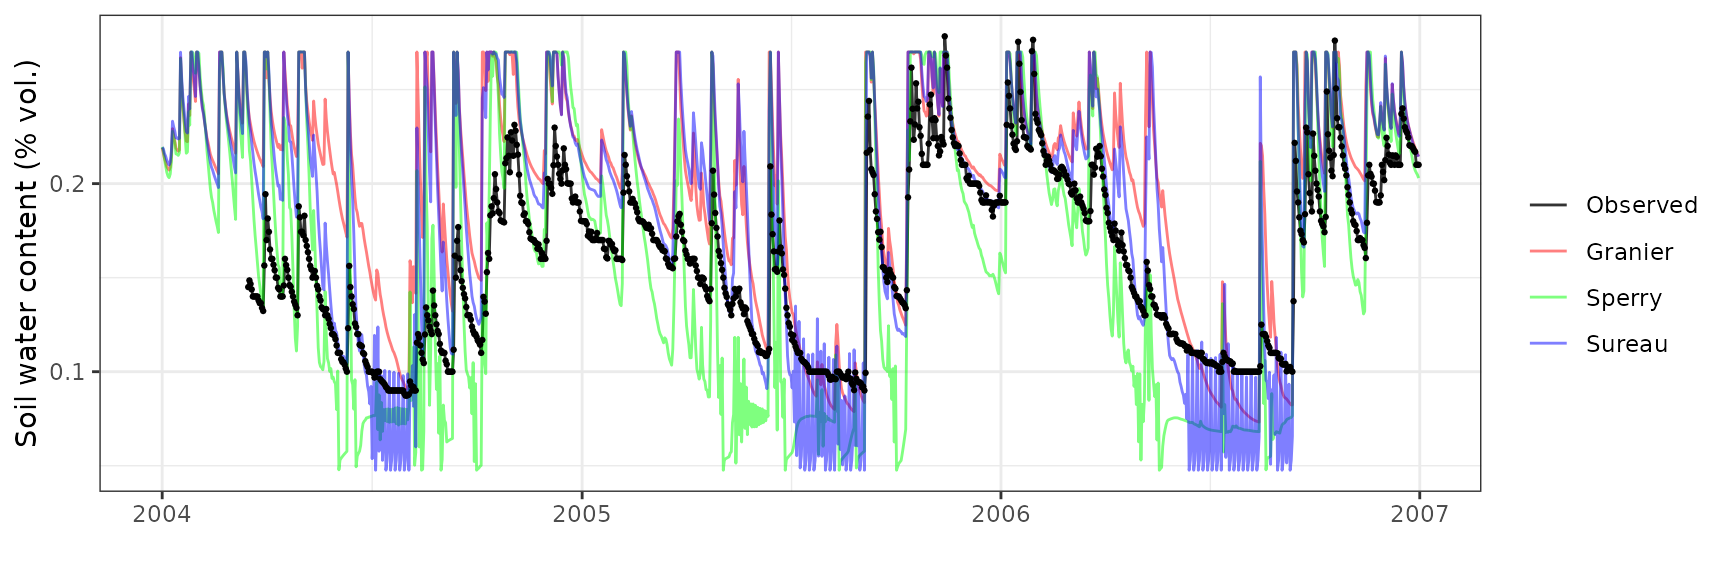 Soil water content (% vol.)
0.2
0.1
2004 2005 2006 2007
Observed
Granier
Sperry
Sureau